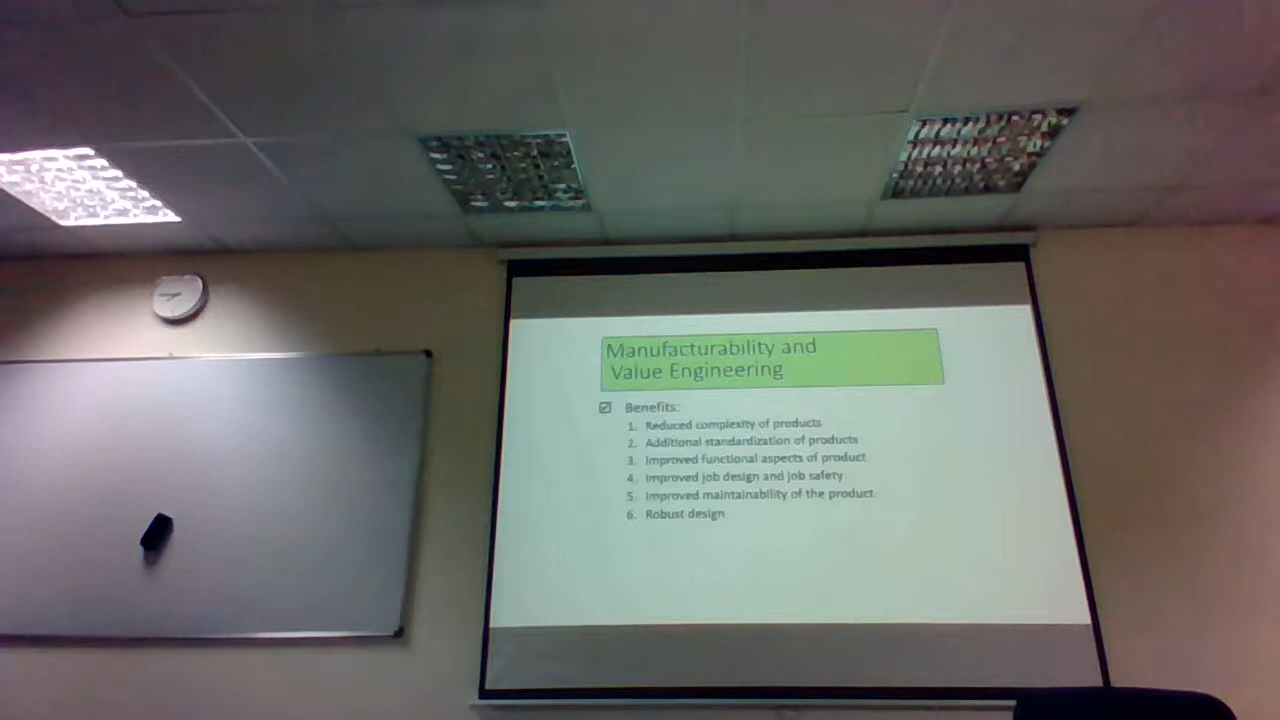 Manufacturability and
Value Engineering
☑ Benefits:
1. Reduced complexity of products
2. Additional standardization of products
3. Improved functional aspects of product
4. Improved job design and job safety
5. Improved maintainability of the product
6. Robust design